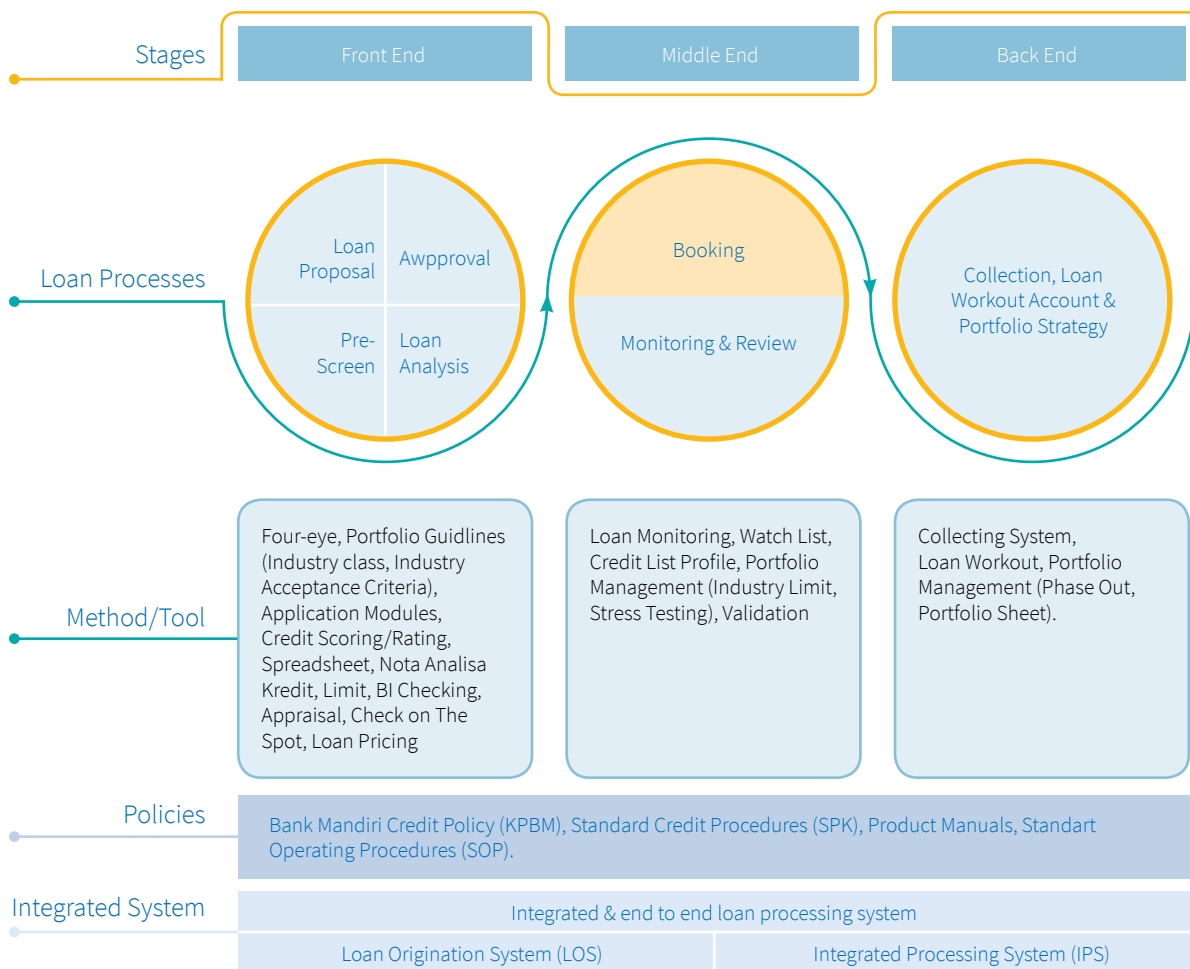 Stages
Front End
Middle End
Back End
Loan Processes
Loan
Proposal
Awpproval
Pre-
Screen
Loan
Analysis
Booking
Monitoring & Review
Collection, Loan
Workout Account &
Portfolio Strategy
Method/Tool
Four-eye, Portfolio Guidlines
(Industry class, Industry
Acceptance Criteria),
Application Modules,
Credit Scoring/Rating,
Spreadsheet, Nota Analisa
Kredit, Limit, BI Checking,
Appraisal, Check on The
Spot, Loan Pricing
Loan Monitoring, Watch List,
Credit List Profile, Portfolio
Management (Industry Limit,
Stress Testing), Validation
Collecting System,
Loan Workout, Portfolio
Management (Phase Out,
Portfolio Sheet).
Policies
Bank Mandiri Credit Policy (KPBM), Standard Credit Procedures (SPK), Product Manuals, Standart
Operating Procedures (SOP).
Integrated System
Integrated & end to end loan processing system
Loan Origination System (LOS)
Integrated Processing System (IPS)